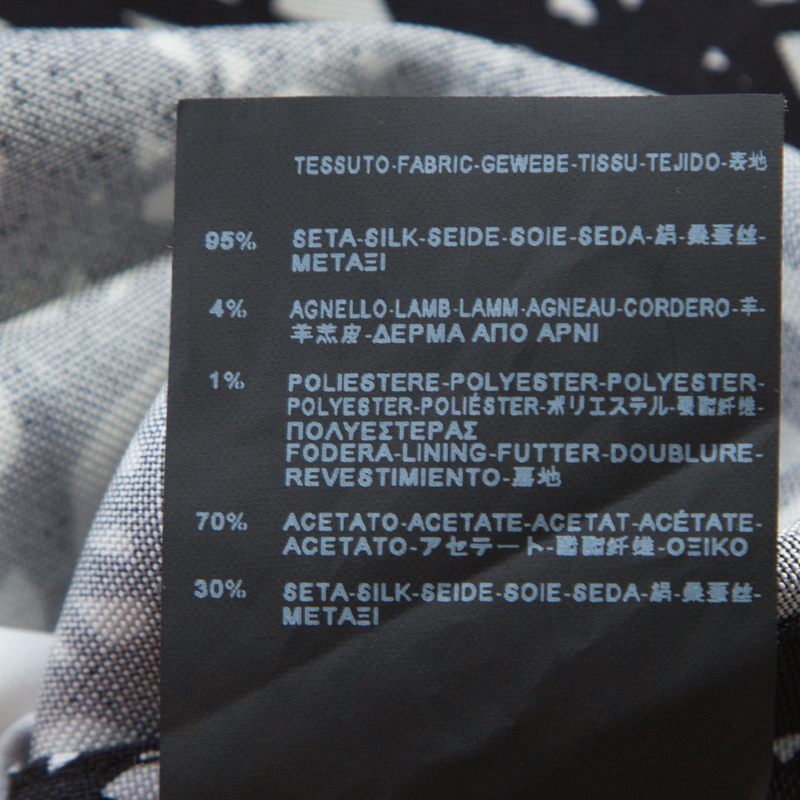 TESSUTO-FABRIC-GEWEBE-TISSU-TEJIDO-表地
95% SETA-SILK-SEIDE-SOIE-SEDA-絹-桑蚕丝-
ΜΕΤΑΞΙ
4% AGNELLO-LAMB-LAMM-AGNEAU-CORDERO-羊-
羊羔皮-ΔΕΡΜΑ ΑΠΟ ΑΡΝΙ
1% POLIESTERE-POLYESTER-POLYESTER-
POLYESTER-POLIÉSTER-ポリエステル-聚酯纤维-
ΠΟΛΥΕΣΤΕΡΑΣ
FODERA-LINING-FUTTER-DOUBLURE-
REVESTIMIENTO-裏地
70% ACETATO-ACETATE-ACETAT-ACÉTATE-
ACETATO-アセテート-醋酯纤维-ΟΞΙΚΟ
30% SETA-SILK-SEIDE-SOIE-SEDA-絹-桑蚕丝-
ΜΕΤΑΞΙ